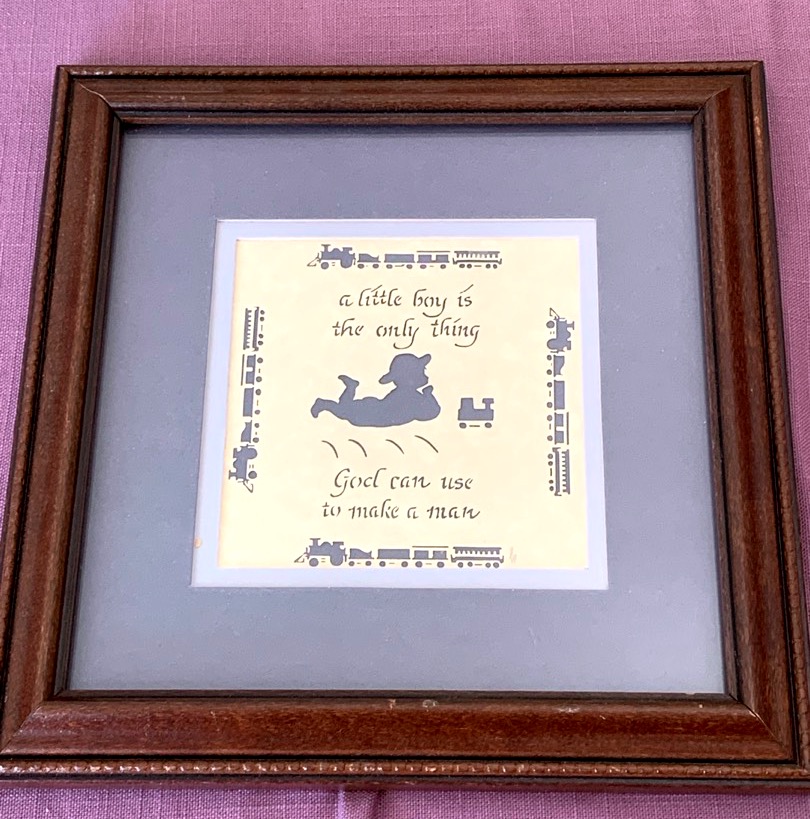 a little boy is
the only thing
God can use
to make a man